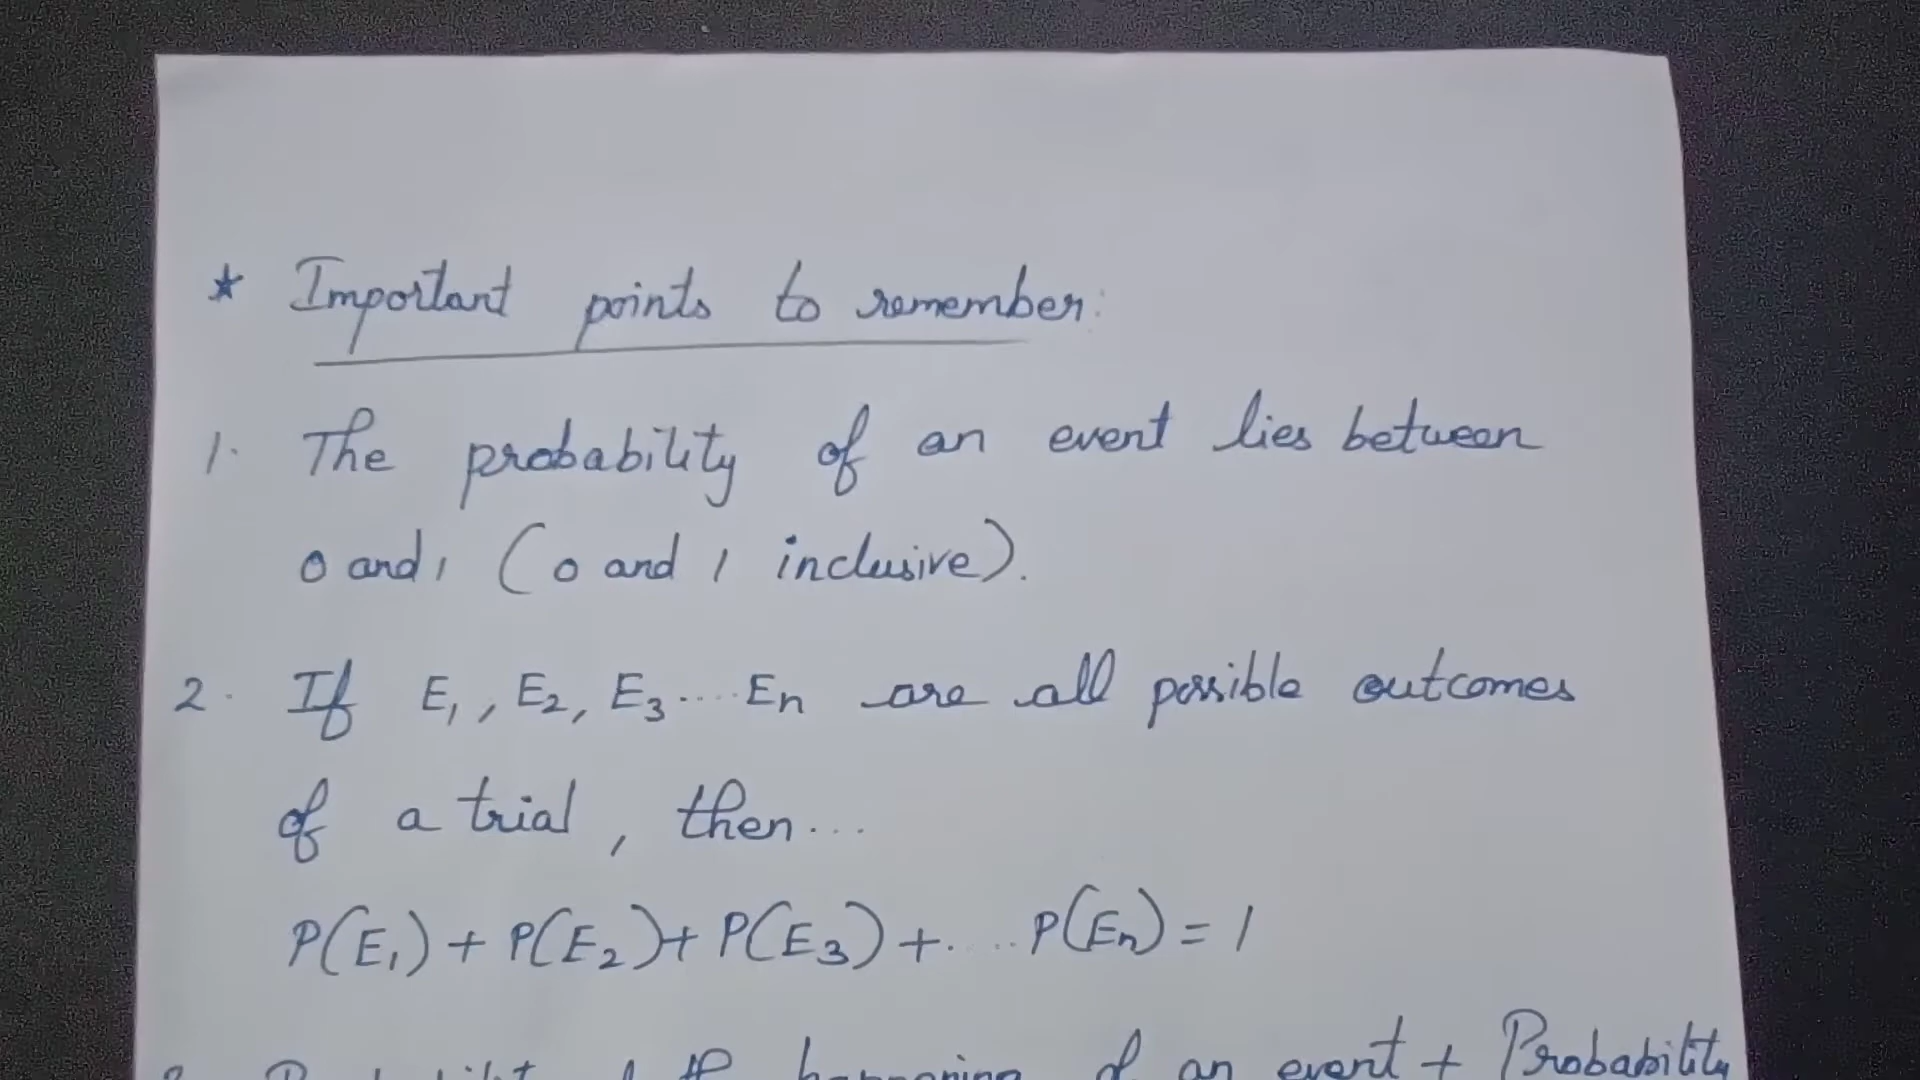 * Important points to remember:
1. The probability of an event lies between
0 and 1 (0 and 1 inclusive).
2. If E₁, E₂, E₃.... En are all possible outcomes
of a trial, then...
P(E₁) + P(E₂) + P(E₃) +..... P(En) = 1
happening of an event + Probability